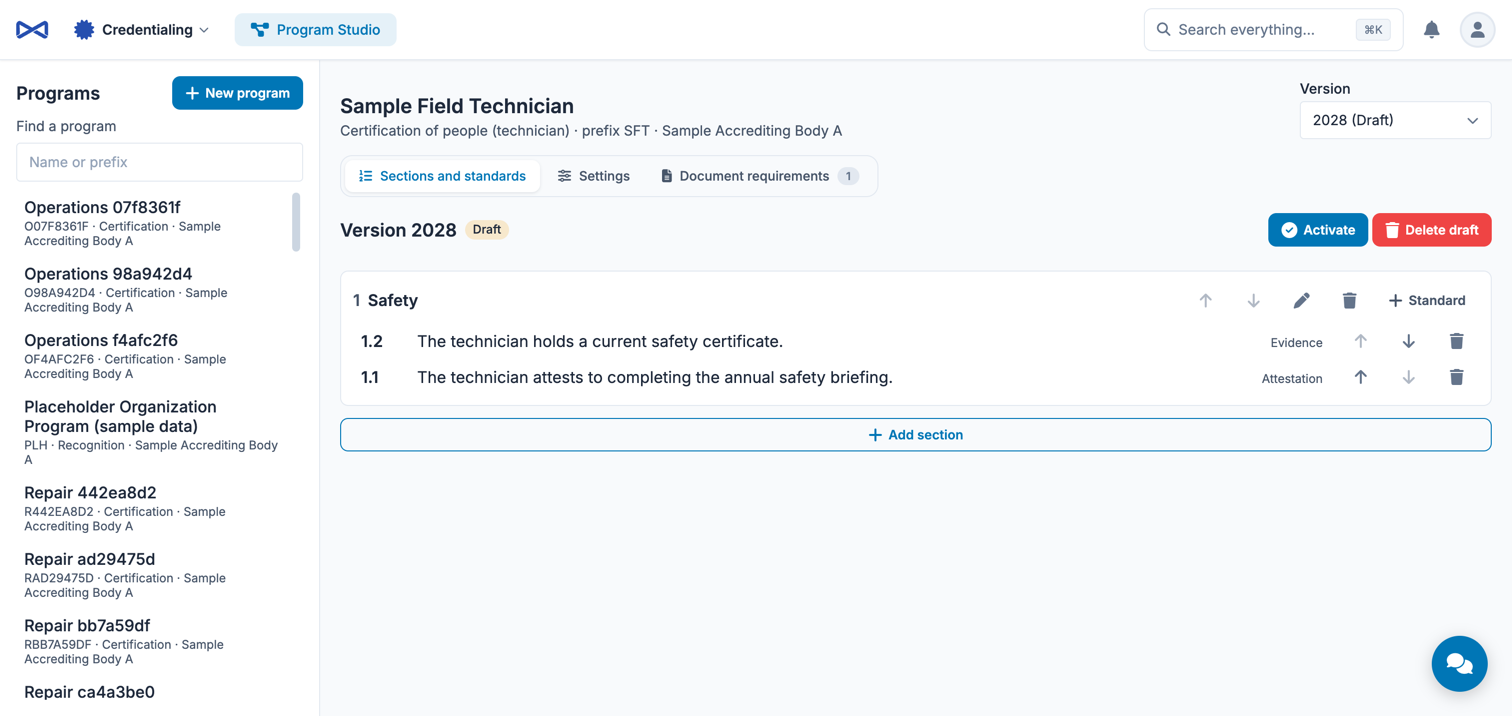 Credentialing
Program Studio
Search everything...
⌘K
Programs
New program
Find a program
Name or prefix
Operations 07f8361f
O07F8361F · Certification · Sample
Accrediting Body A
Operations 98a942d4
O98A942D4 · Certification · Sample
Accrediting Body A
Operations f4afc2f6
OF4AFC2F6 · Certification · Sample
Accrediting Body A
Placeholder Organization
Program (sample data)
PLH · Recognition · Sample Accrediting Body
A
Repair 442ea8d2
R442EA8D2 · Certification · Sample
Accrediting Body A
Repair ad29475d
RAD29475D · Certification · Sample
Accrediting Body A
Repair bb7a59df
RBB7A59DF · Certification · Sample
Accrediting Body A
Repair ca4a3be0
Sample Field Technician
Certification of people (technician) · prefix SFT · Sample Accrediting Body A
Version
2028 (Draft)
Sections and standards
Settings
Document requirements 1
Version 2028 Draft
Activate
Delete draft
1 Safety
Standard
1.2 The technician holds a current safety certificate. Evidence
1.1 The technician attests to completing the annual safety briefing. Attestation
Add section